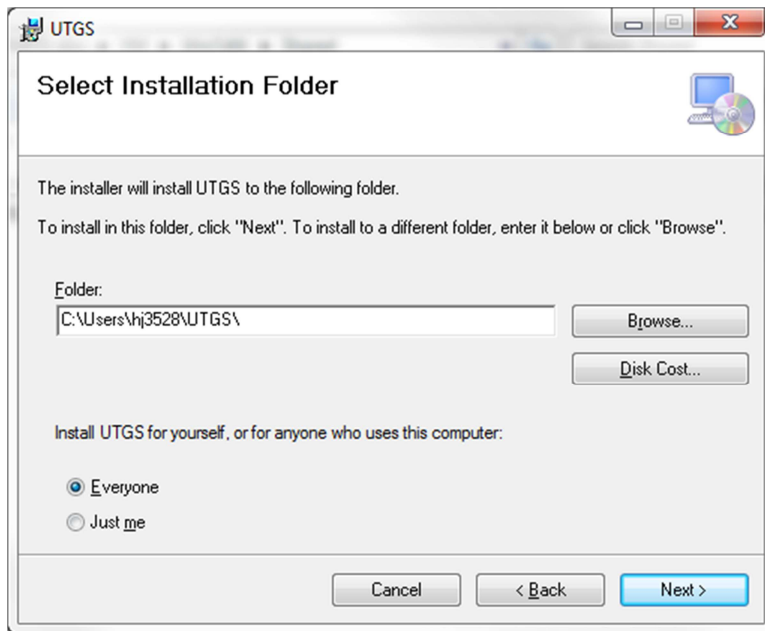 UTGS
Select Installation Folder
The installer will install UTGS to the following folder.
To install in this folder, click "Next". To install to a different folder, enter it below or click "Browse".
Folder:
C:\Users\hj3528\UTGS\
Browse...
Disk Cost...
Install UTGS for yourself, or for anyone who uses this computer:
Everyone
Just me
Cancel
< Back
Next >